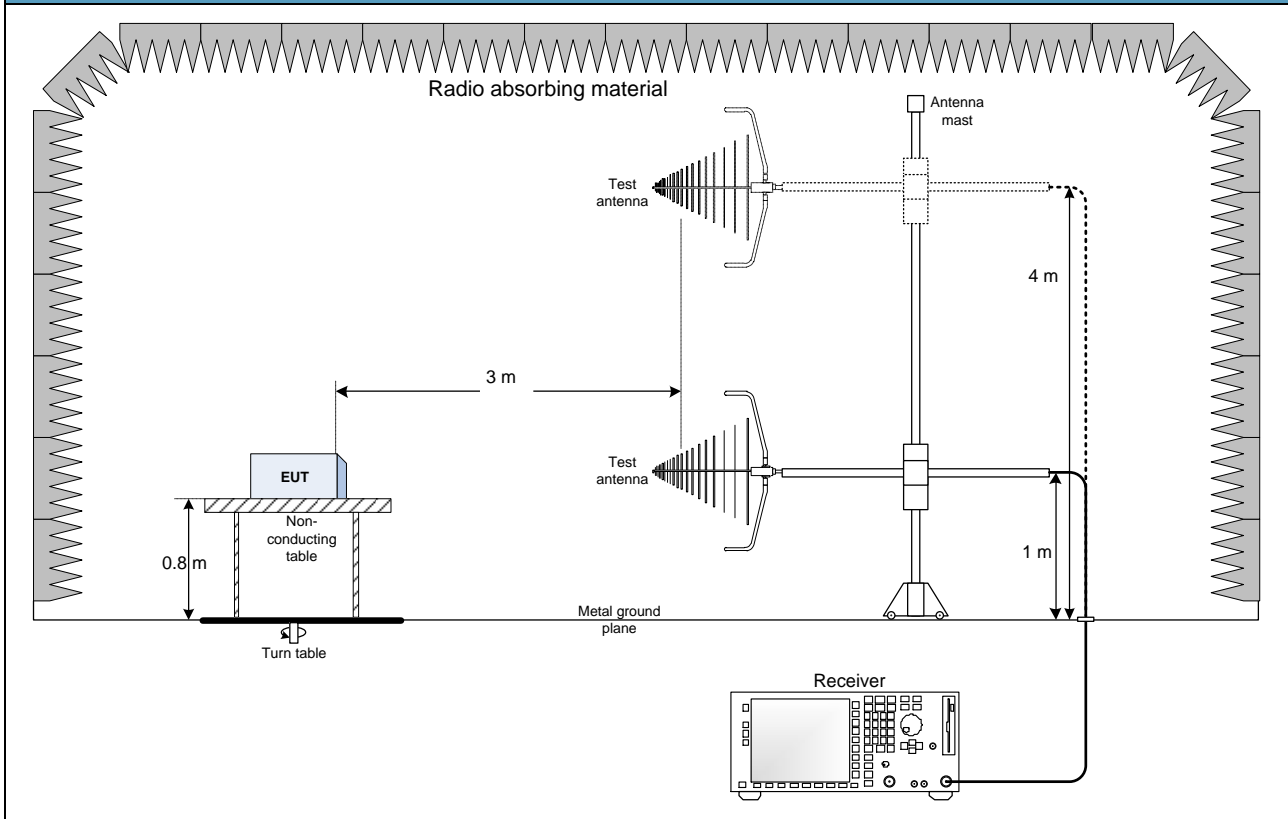 Radio absorbing material
Antenna
mast
Test
antenna
4 m
3 m
EUT
Test
antenna
Non-
conducting
table
0.8 m
1 m
Metal ground
plane
Turn table
Receiver